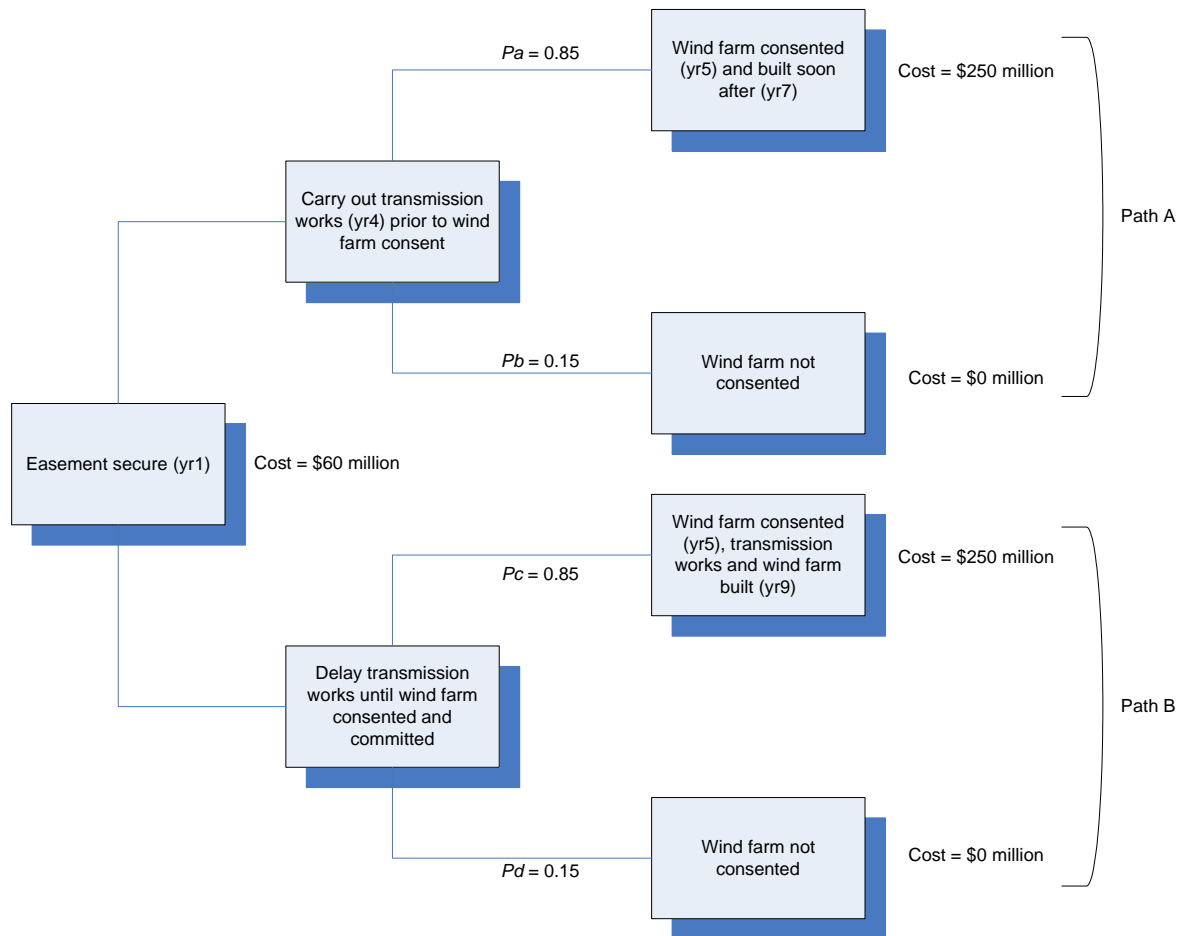 Pa = 0.85
Wind farm consented
(yr5) and built soon
after (yr7)
Cost = $250 million
Carry out transmission
works (yr4) prior to wind
farm consent
Path A
Pb = 0.15
Wind farm not
consented
Cost = $0 million
Easement secure (yr1)
Cost = $60 million
Pc = 0.85
Wind farm consented
(yr5), transmission
works and wind farm
built (yr9)
Cost = $250 million
Delay transmission
works until wind farm
consented and
committed
Path B
Pd = 0.15
Wind farm not
consented
Cost = $0 million